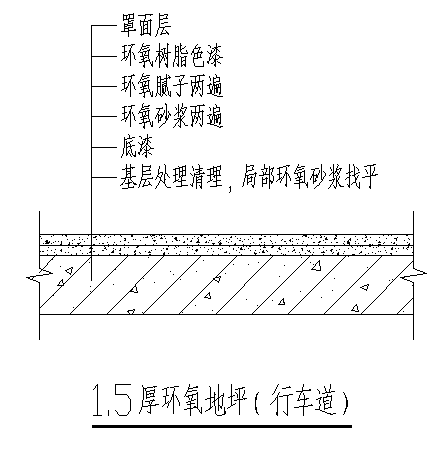 罩面层
环氧树脂色漆
环氧腻子两遍
环氧砂浆两遍
底漆
基层处理清理，局部环氧砂浆找平
1.5厚环氧地坪(行车道)